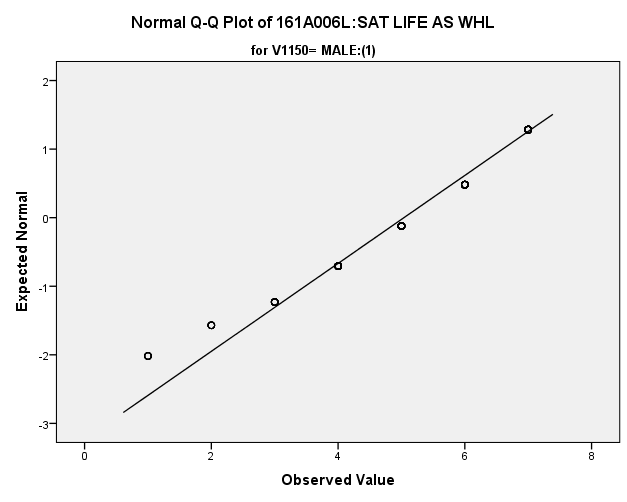 Normal Q-Q Plot of 161A006L:SAT LIFE AS WHL
for V1150= MALE:(1)
Expected Normal
2
1
0
-1
-2
-3
0 2 4 6 8
Observed Value